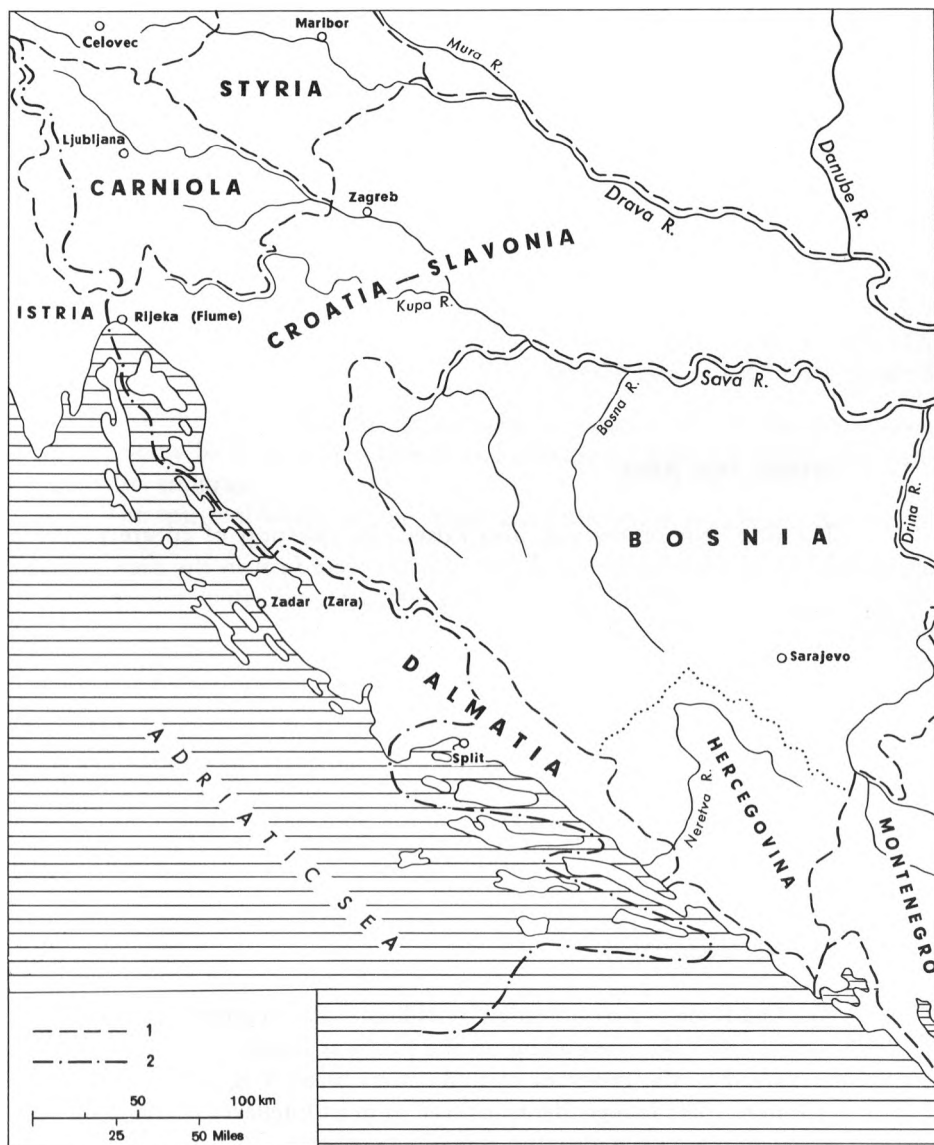 Maribor
Celovec
Mura R.
STYRIA
Ljubljana
Danube R.
CARNIOLA
Zagreb
Drava R.
CROATIA—SLAVONIA
ISTRIA
Rijeka (Fiume)
Kupa R.
Sava R.
Bosna R.
Drina R.
BOSNIA
Zadar (Zara)
Sarajevo
DALMATIA
ADRIATIC SEA
Split
HERCEGOVINA
Neretva R.
MONTENEGRO
1
2
50 100 km
25 50 Miles